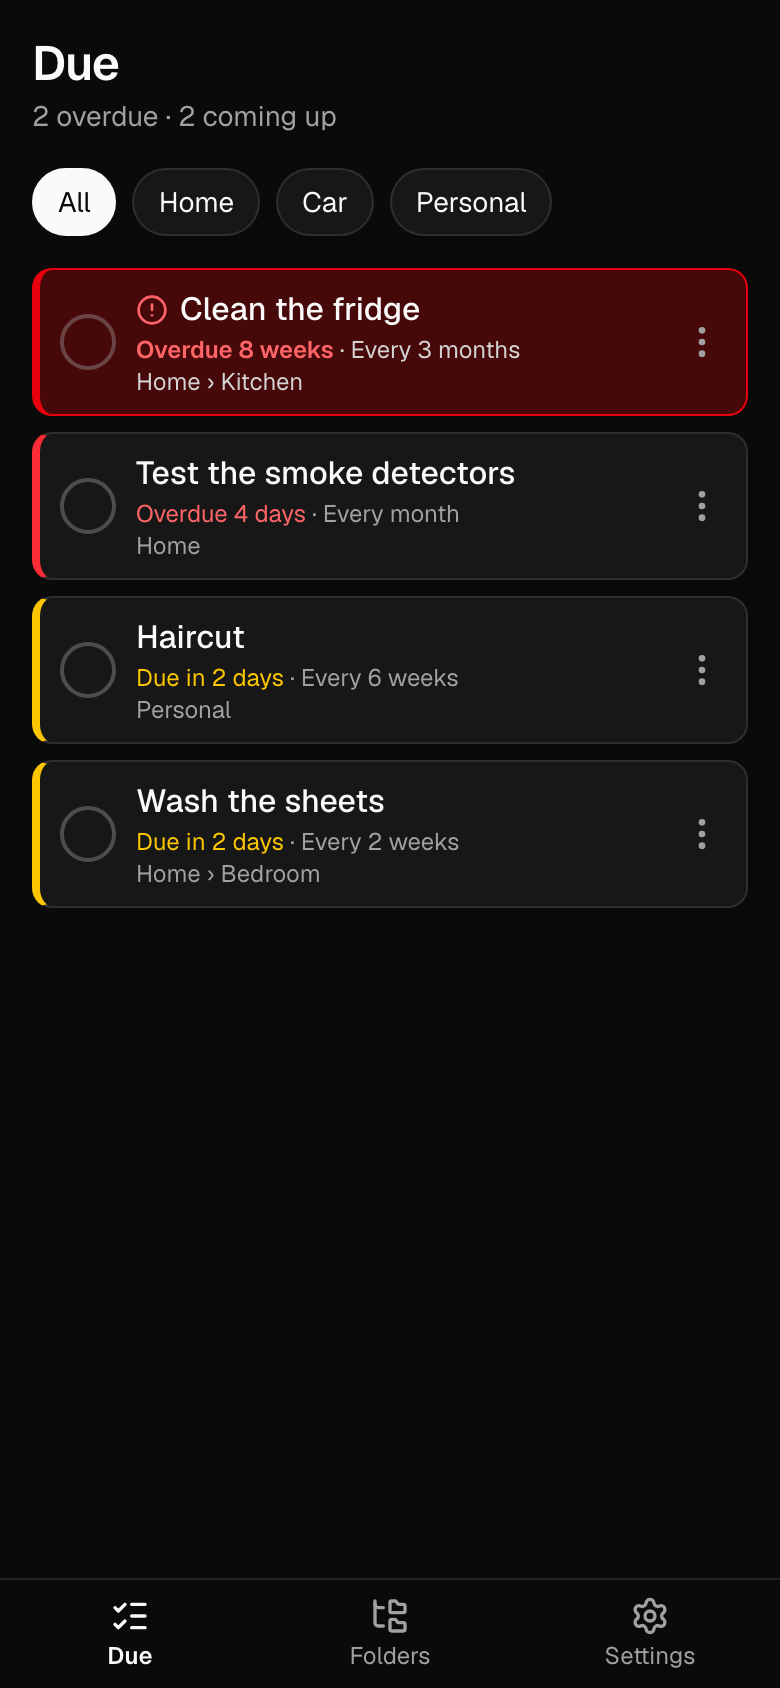 Due
2 overdue · 2 coming up
All Home Car Personal
Clean the fridge
Overdue 8 weeks · Every 3 months
Home › Kitchen
Test the smoke detectors
Overdue 4 days · Every month
Home
Haircut
Due in 2 days · Every 6 weeks
Personal
Wash the sheets
Due in 2 days · Every 2 weeks
Home › Bedroom
Due Folders Settings